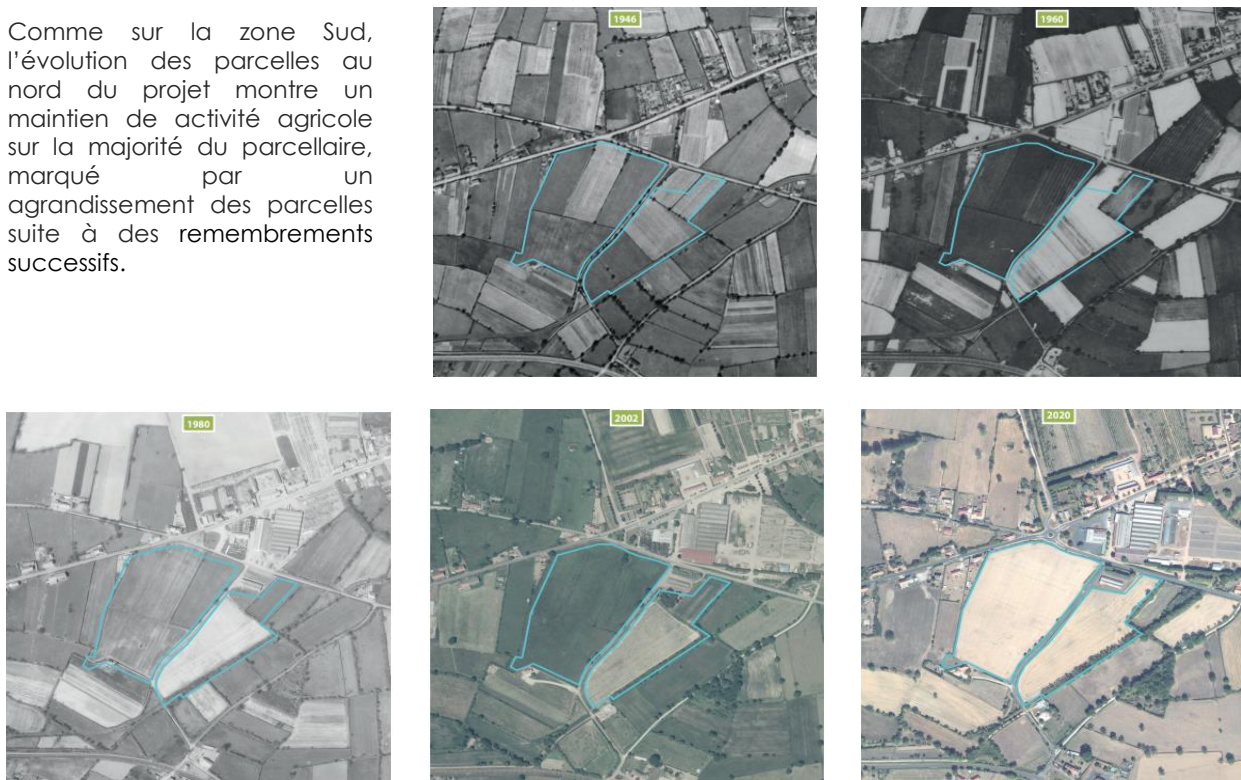 Comme sur la zone Sud,
l’évolution des parcelles au
nord du projet montre un
maintien de activité agricole
sur la majorité du parcellaire,
marqué par un
agrandissement des parcelles
suite à des remembrements
successifs.
1946
1960
1980
2002
2020